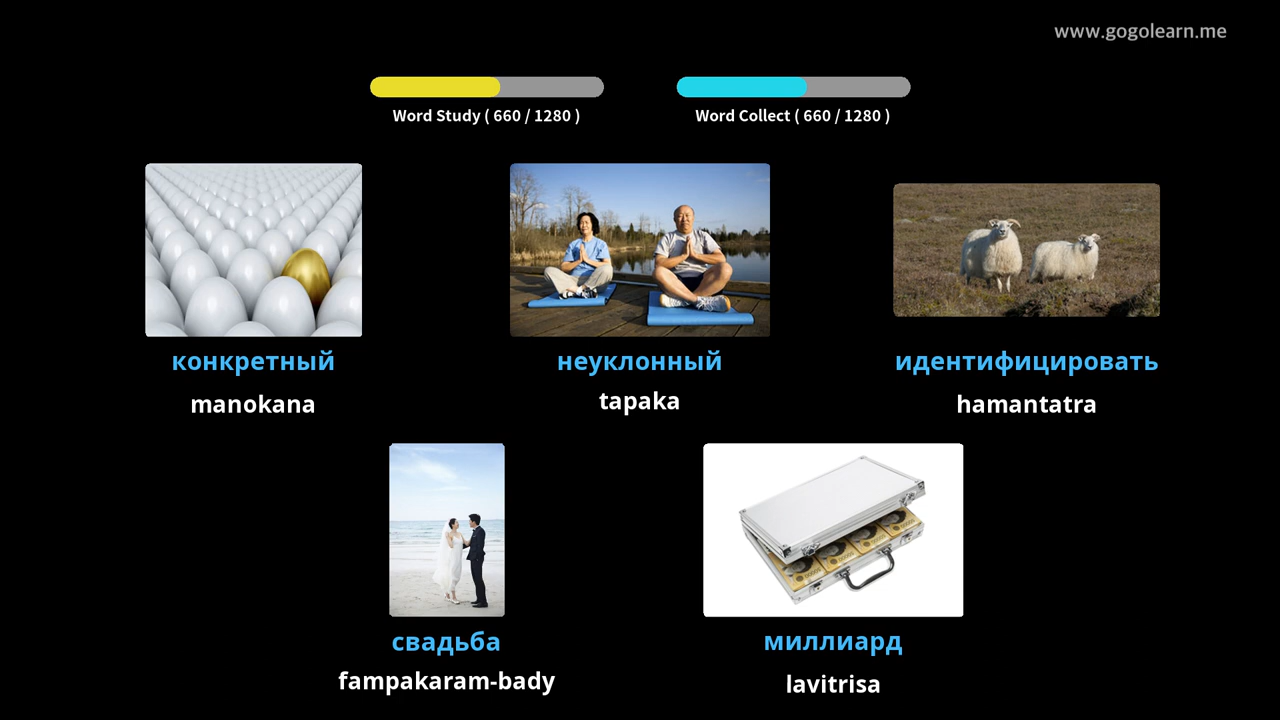 www.gogolearn.me
Word Study ( 660 / 1280 )
Word Collect ( 660 / 1280 )
конкретный
manokana
неуклонный
tapaka
идентифицировать
hamantatra
свадьба
fampakaram-bady
миллиард
lavitrisa